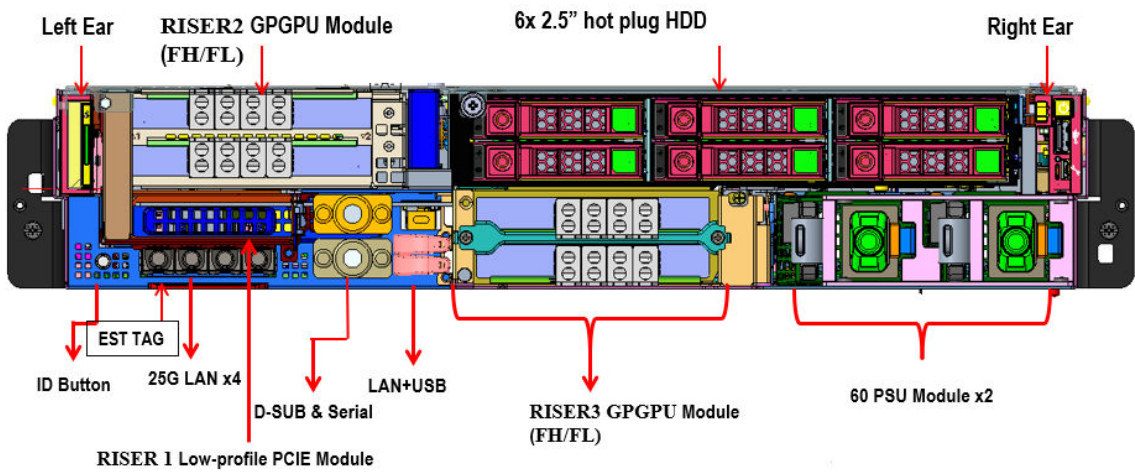 Left Ear
RISER2 GPGPU Module
(FH/FL)
6x 2.5” hot plug HDD
Right Ear
EST TAG
ID Button
25G LAN x4
D-SUB & Serial
LAN+USB
RISER3 GPGPU Module
(FH/FL)
60 PSU Module x2
RISER 1 Low-profile PCIE Module